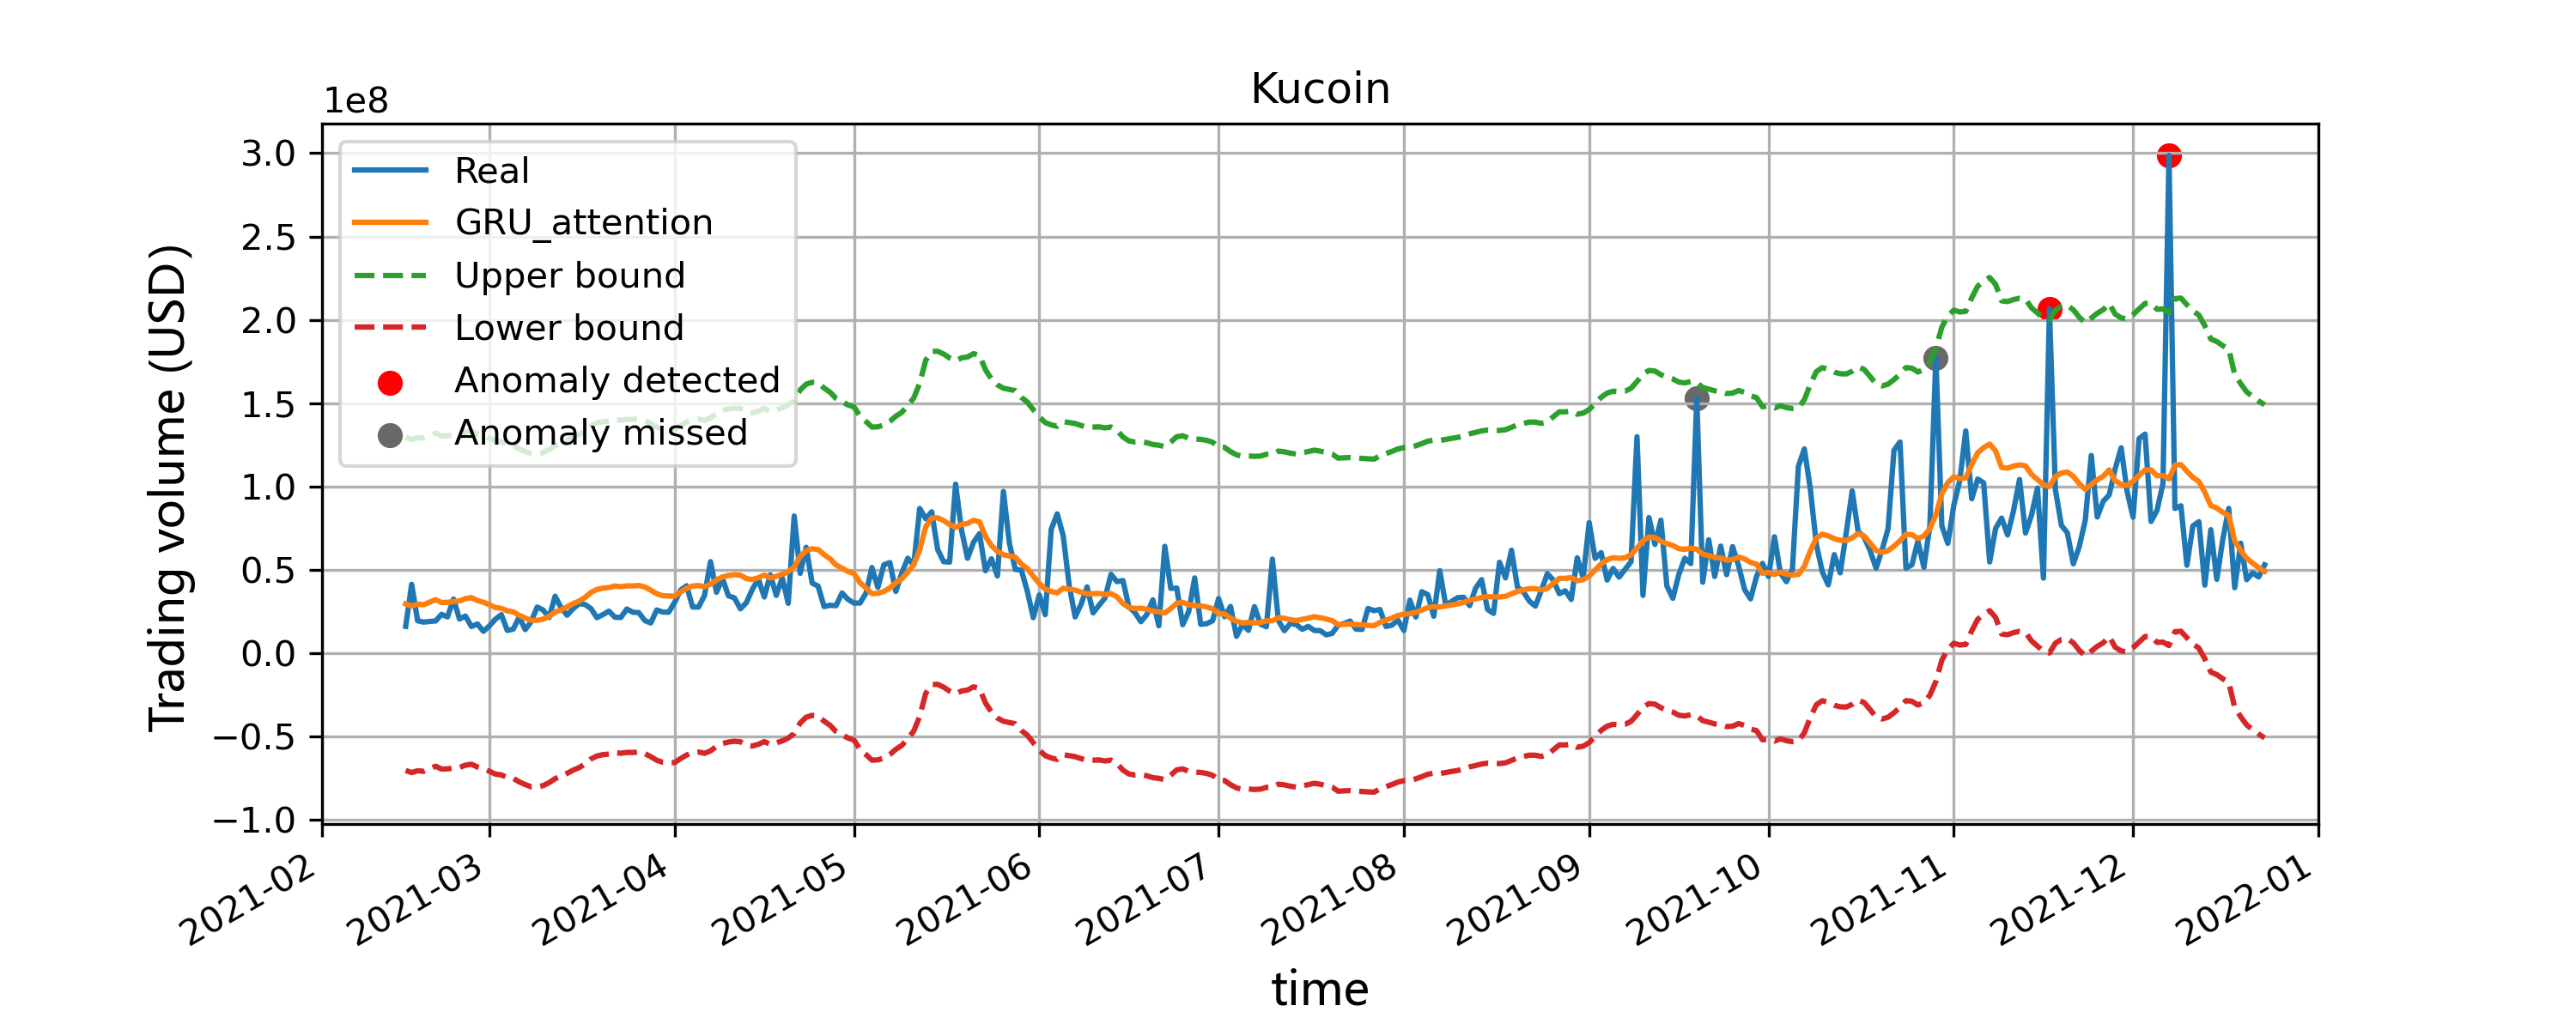 Kucoin
1e8
3.0
2.5
2.0
1.5
1.0
0.5
0.0
−0.5
−1.0
Trading volume (USD)
Real
GRU_attention
Upper bound
Lower bound
Anomaly detected
Anomaly missed
2021-02
2021-03
2021-04
2021-05
2021-06
2021-07
2021-08
2021-09
2021-10
2021-11
2021-12
2022-01
time